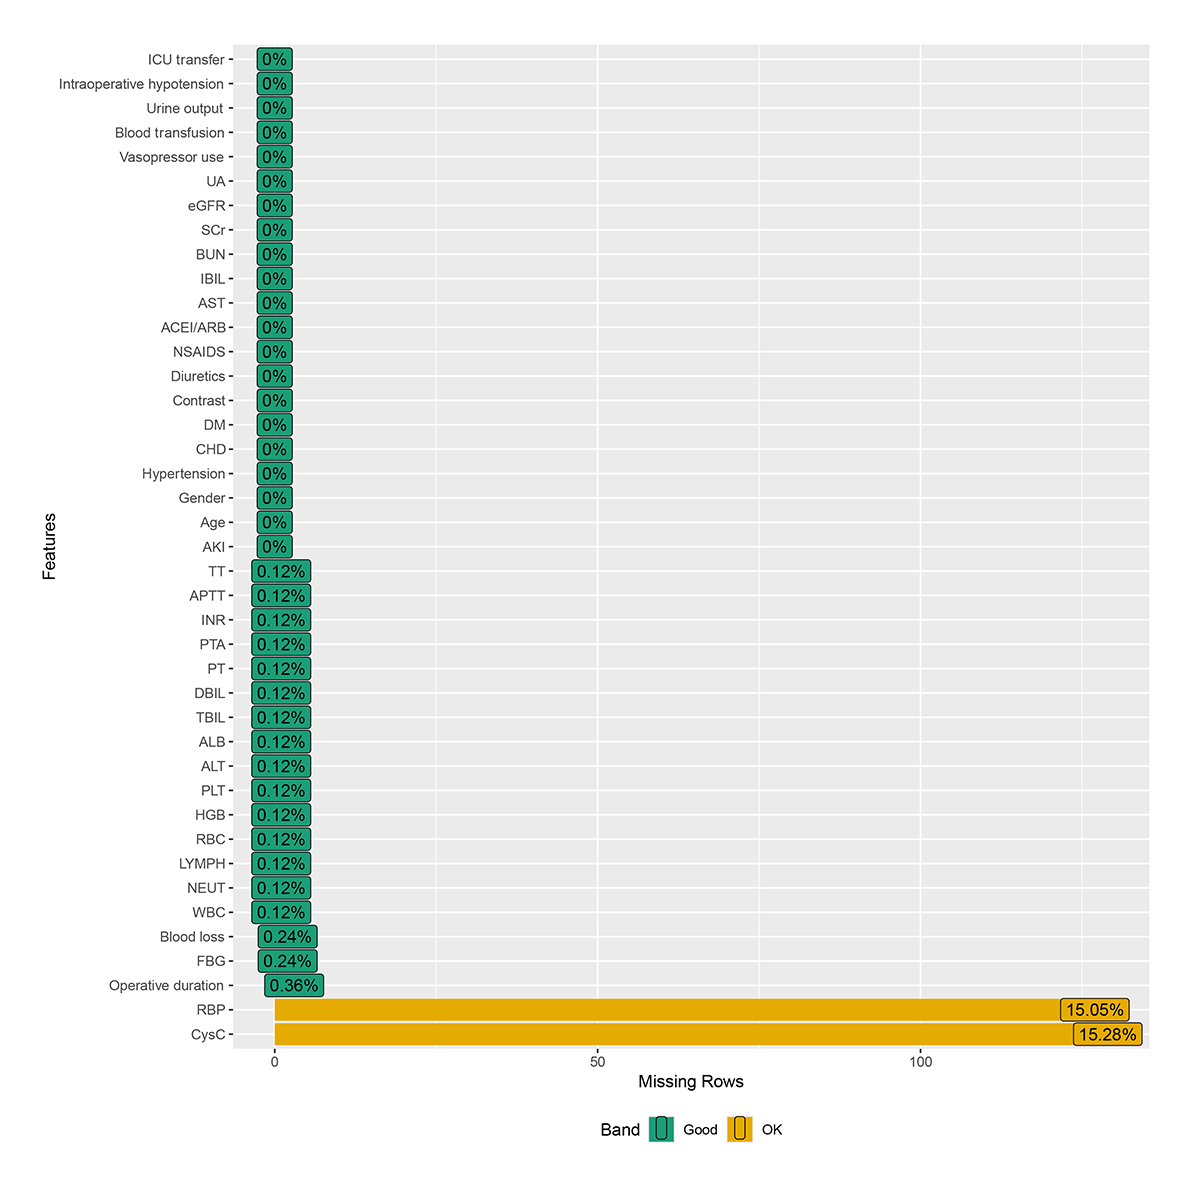 ICU transfer 0%
Intraoperative hypotension 0%
Urine output 0%
Blood transfusion 0%
Vasopressor use 0%
UA 0%
eGFR 0%
SCr 0%
BUN 0%
IBIL 0%
AST 0%
ACEI/ARB 0%
NSAIDS 0%
Diuretics 0%
Contrast 0%
DM 0%
CHD 0%
Hypertension 0%
Gender 0%
Age 0%
AKI 0%
TT 0.12%
APTT 0.12%
INR 0.12%
PTA 0.12%
PT 0.12%
DBIL 0.12%
TBIL 0.12%
ALB 0.12%
ALT 0.12%
PLT 0.12%
HGB 0.12%
RBC 0.12%
LYMPH 0.12%
NEUT 0.12%
WBC 0.12%
Blood loss 0.24%
FBG 0.24%
Operative duration 0.36%
RBP 15.05%
CysC 15.28%
Features
0 50 100
Missing Rows
Band Good OK